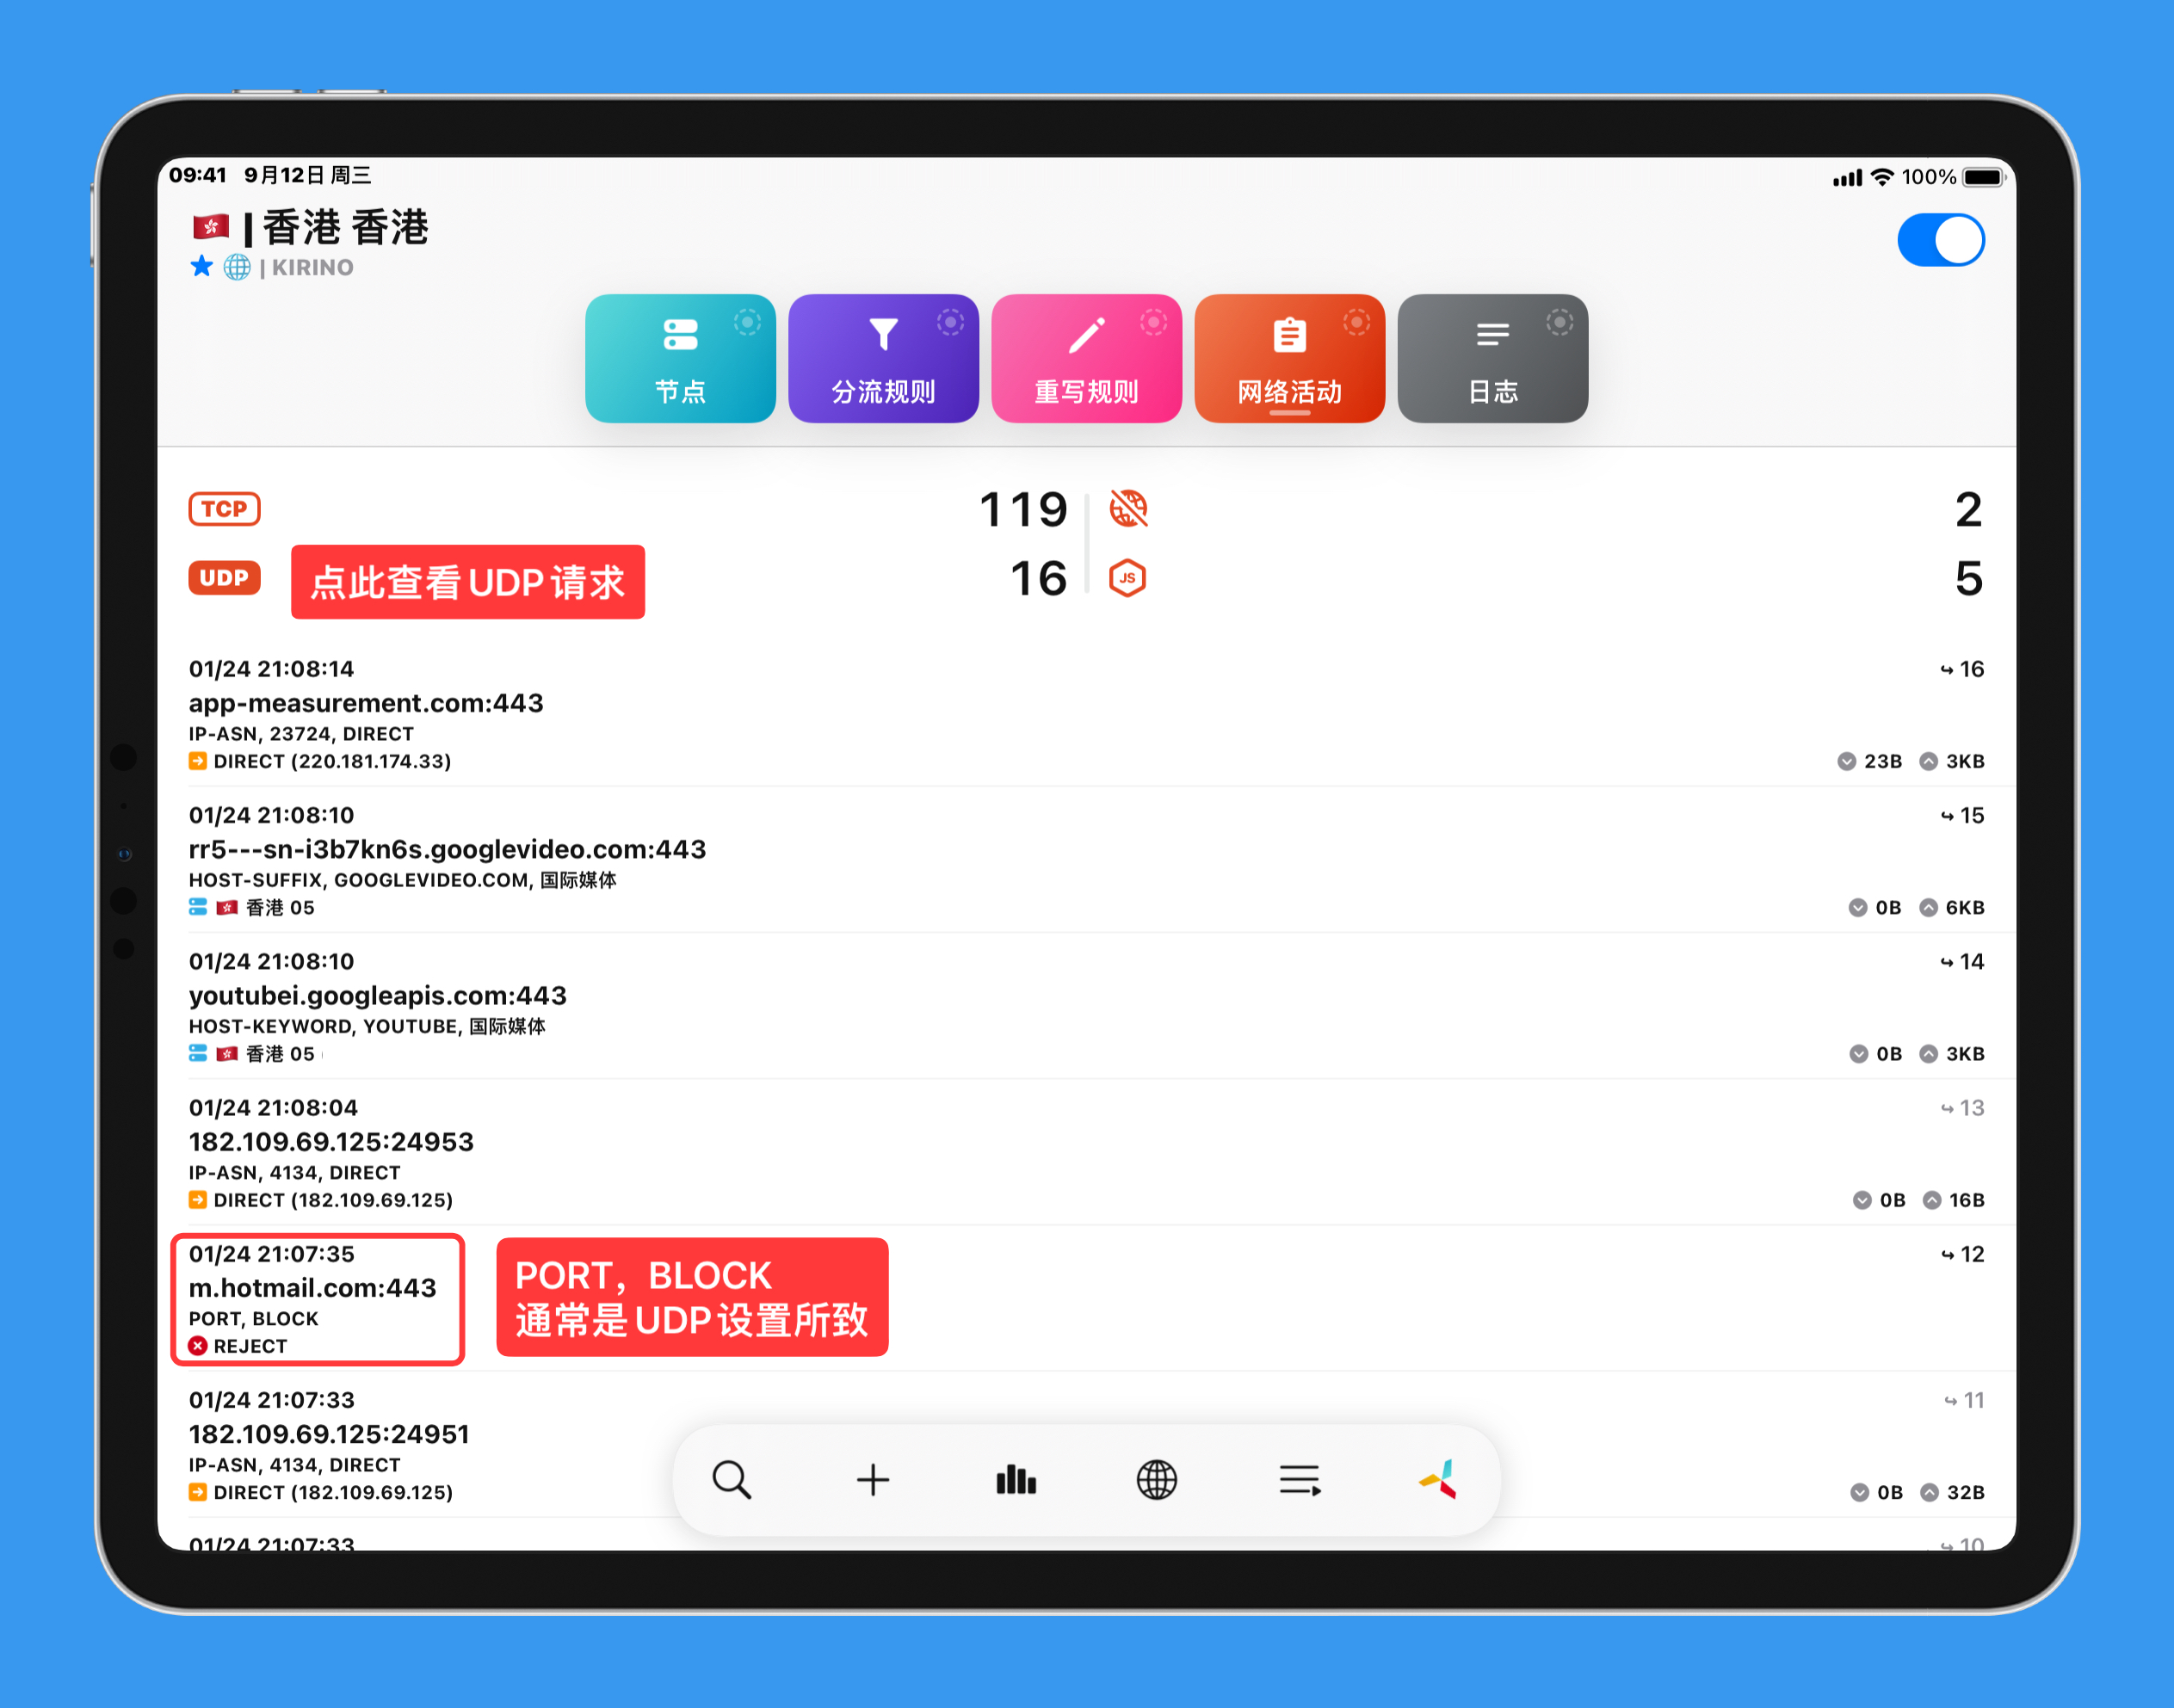 09:41 9月12日 周三
100%
| 香港 香港
| KIRINO
节点
分流规则
重写规则
网络活动
日志
TCP
119
2
UDP
点此查看UDP请求
16
JS
5
01/24 21:08:14
16
app-measurement.com:443
IP-ASN, 23724, DIRECT
DIRECT (220.181.174.33)
23B 3KB
01/24 21:08:10
15
rr5---sn-i3b7kn6s.googlevideo.com:443
HOST-SUFFIX, GOOGLEVIDEO.COM, 国际媒体
香港 05
0B 6KB
01/24 21:08:10
14
youtubei.googleapis.com:443
HOST-KEYWORD, YOUTUBE, 国际媒体
香港 05
0B 3KB
01/24 21:08:04
13
182.109.69.125:24953
IP-ASN, 4134, DIRECT
DIRECT (182.109.69.125)
0B 16B
01/24 21:07:35
12
m.hotmail.com:443
PORT, BLOCK
REJECT
PORT，BLOCK
通常是UDP设置所致
01/24 21:07:33
11
182.109.69.125:24951
IP-ASN, 4134, DIRECT
DIRECT (182.109.69.125)
0B 32B
01/24 21:07:33
10